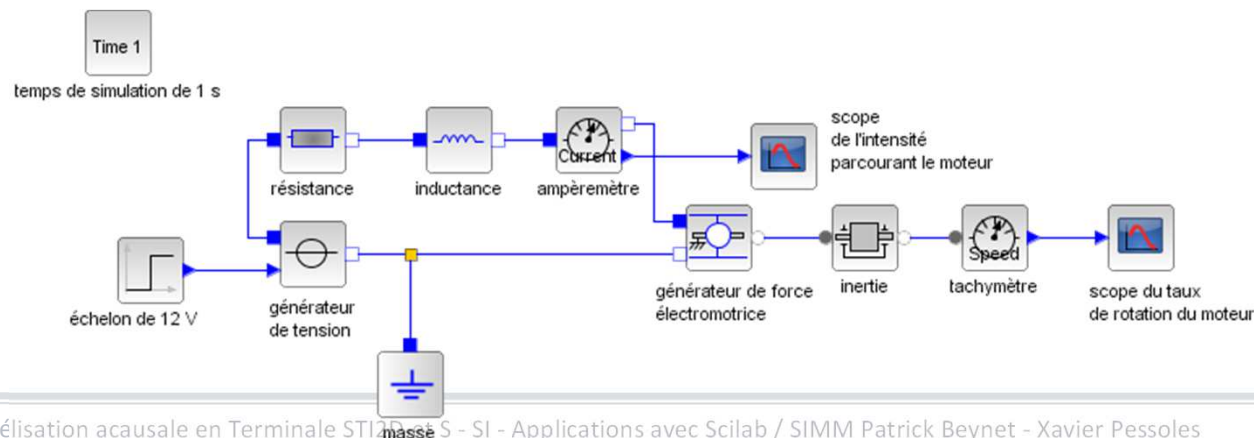 Time 1
temps de simulation de 1 s
scope
de l'intensité
parcourant le moteur
Current
résistance
inductance
ampèremètre
Speed
échelon de 12 V
générateur
de tension
générateur de force
électromotrice
inertie
tachymètre
scope du taux
de rotation du moteur
masse
élisation acausale en Terminale STI2D et S - SI - Applications avec Scilab / SIMM Patrick Beynet - Xavier Pessoles